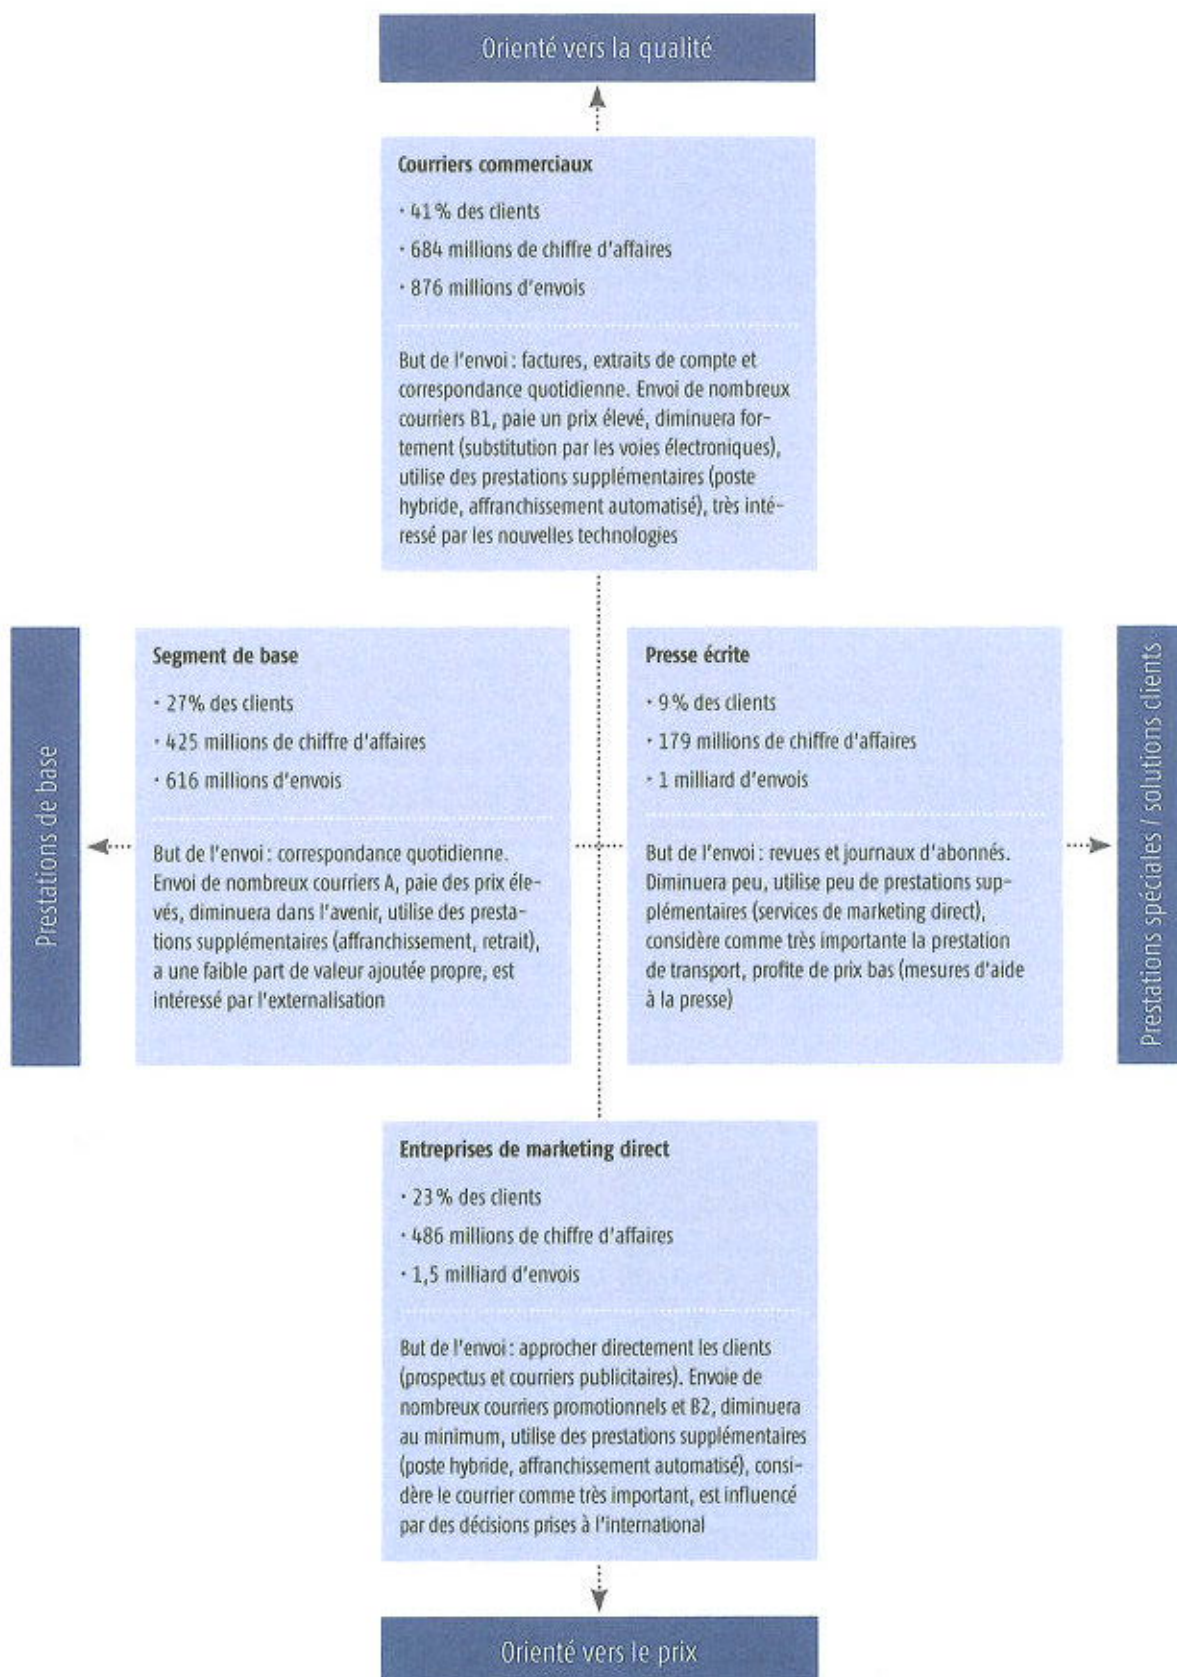 Orienté vers la qualité
Courriers commerciaux
· 41% des clients
· 684 millions de chiffre d'affaires
· 876 millions d'envois
But de l'envoi : factures, extraits de compte et
correspondance quotidienne. Envoi de nombreux
courriers B1, paie un prix élevé, diminuera for-
tement (substitution par les voies électroniques),
utilise des prestations supplémentaires (poste
hybride, affranchissement automatisé), très inté-
ressé par les nouvelles technologies
Prestations de base
Segment de base
· 27% des clients
· 425 millions de chiffre d'affaires
· 616 millions d'envois
But de l'envoi : correspondance quotidienne.
Envoi de nombreux courriers A, paie des prix éle-
vés, diminuera dans l'avenir, utilise des presta-
tions supplémentaires (affranchissement, retrait),
a une faible part de valeur ajoutée propre, est
intéressé par l'externalisation
Presse écrite
· 9% des clients
· 179 millions de chiffre d'affaires
· 1 milliard d'envois
But de l'envoi : revues et journaux d'abonnés.
Diminuera peu, utilise peu de prestations sup-
plémentaires (services de marketing direct),
considère comme très importante la prestation
de transport, profite de prix bas (mesures d'aide
à la presse)
Prestations spéciales / solutions clients
Entreprises de marketing direct
· 23% des clients
· 486 millions de chiffre d'affaires
· 1,5 milliard d'envois
But de l'envoi : approcher directement les clients
(prospectus et courriers publicitaires). Envoie de
nombreux courriers promotionnels et B2, diminuera
au minimum, utilise des prestations supplémentaires
(poste hybride, affranchissement automatisé), consi-
dère le courrier comme très important, est influencé
par des décisions prises à l'international
Orienté vers le prix